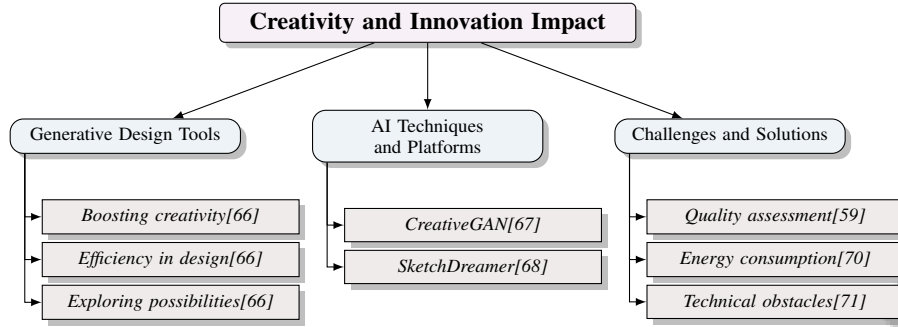 Creativity and Innovation Impact
Generative Design Tools
Boosting creativity[66]
Efficiency in design[66]
Exploring possibilities[66]
AI Techniques
and Platforms
CreativeGAN[67]
SketchDreamer[68]
Challenges and Solutions
Quality assessment[59]
Energy consumption[70]
Technical obstacles[71]